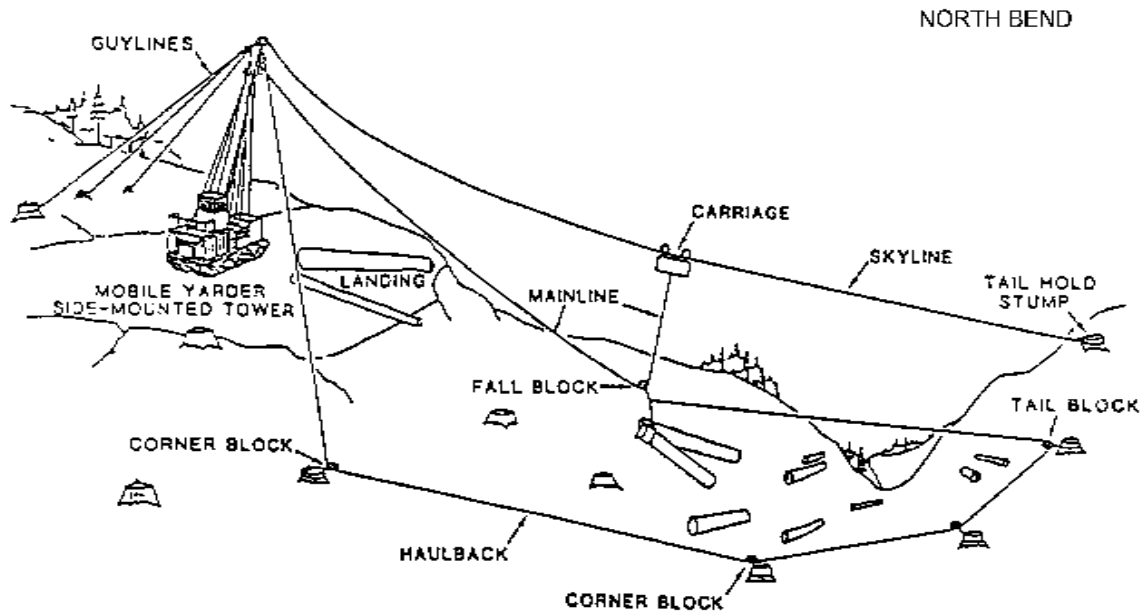 NORTH BEND
GUYLINES
CARRIAGE
SKYLINE
TAIL HOLD
STUMP
LANDING
MAINLINE
MOBILE YARDER
SIDE-MOUNTED TOWER
FALL BLOCK
TAIL BLOCK
CORNER BLOCK
HAULBACK
CORNER BLOCK